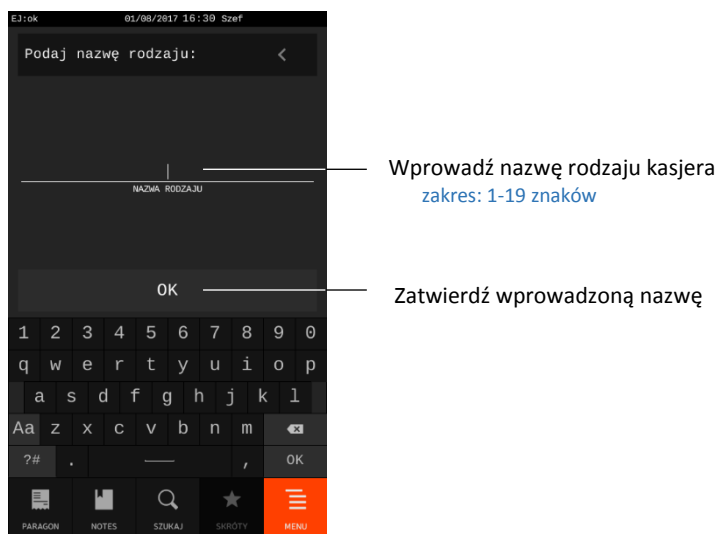 EJ:ok 01/08/2017 16:30 Szef
Podaj nazwę rodzaju: <
NAZWA RODZAJU
Wprowadź nazwę rodzaju kasjera
zakres: 1-19 znaków
OK
Zatwierdź wprowadzoną nazwę
1 2 3 4 5 6 7 8 9 0
q w e r t y u i o p
a s d f g h j k l
Aa z x c v b n m
?# . , OK
PARAGON NOTES SZUKAJ SKRÓTY MENU